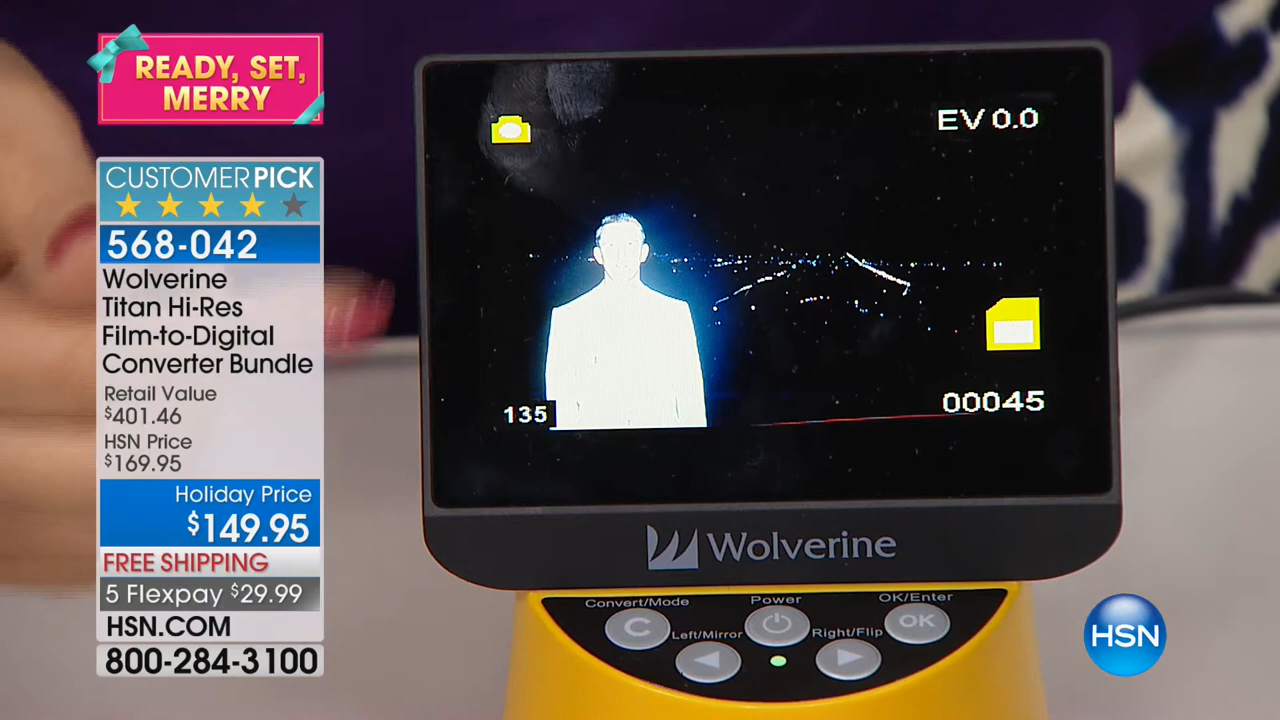 READY, SET,
MERRY
CUSTOMER PICK
568-042
Wolverine
Titan Hi-Res
Film-to-Digital
Converter Bundle
Retail Value
$401.46
HSN Price
$169.95
Holiday Price
$149.95
FREE SHIPPING
5 Flexpay $29.99
HSN.COM
800-284-3100
EV 0.0
135
00045
Wolverine
Convert/Mode
Power
OK/Enter
C
OK
Left/Mirror
Right/Flip
HSN